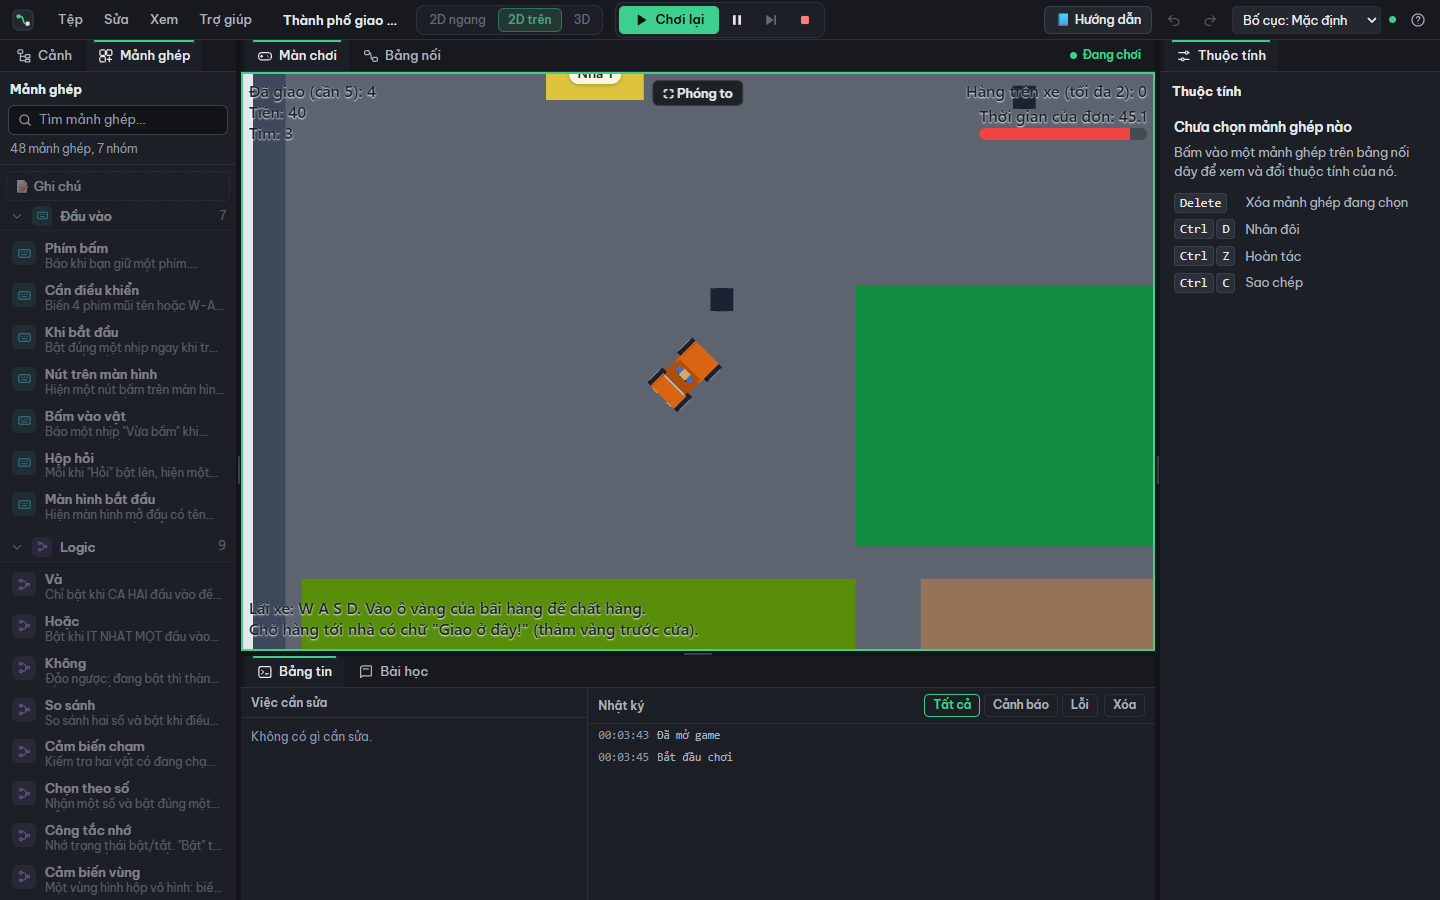 Tệp Sửa Xem Trợ giúp Thành phố giao ... 2D ngang 2D trên 3D Chơi lại Hướng dẫn Bố cục: Mặc định
Cảnh Mảnh ghép
Màn chơi Bảng nối Đang chơi
Thuộc tính
Mảnh ghép
Tìm mảnh ghép...
48 mảnh ghép, 7 nhóm
Ghi chú
Đầu vào 7
Phím bấm
Báo khi bạn giữ một phím....
Cần điều khiển
Biến 4 phím mũi tên hoặc W-A...
Khi bắt đầu
Bật đúng một nhịp ngay khi tr...
Nút trên màn hình
Hiện một nút bấm trên màn hìn...
Bấm vào vật
Báo một nhịp "Vừa bấm" khi...
Hộp hỏi
Mỗi khi "Hỏi" bật lên, hiện một...
Màn hình bắt đầu
Hiện màn hình mở đầu có tên...
Logic 9
Và
Chỉ bật khi CẢ HAI đầu vào đề...
Hoặc
Bật khi ÍT NHẤT MỘT đầu vào...
Không
Đảo ngược: đang bật thì thàn...
So sánh
So sánh hai số và bật khi điều...
Cảm biến chạm
Kiểm tra hai vật có đang chạ...
Chọn theo số
Nhận một số và bật đúng một...
Công tắc nhớ
Nhớ trạng thái bật/tắt. "Bật" t...
Cảm biến vùng
Một vùng hình hộp vô hình: biế...
Nhà 1
Phóng to
Đã giao (cần 5): 4
Tiền: 40
Tim: 3
Hàng trên xe (tối đa 2): 0
Thời gian của đơn: 45.1
Lái xe: W A S D. Vào ô vàng của bãi hàng để chất hàng.
Chở hàng tới nhà có chữ "Giao ở đây!" (thảm vàng trước cửa).
Bảng tin Bài học
Việc cần sửa
Không có gì cần sửa.
Nhật ký Tất cả Cảnh báo Lỗi Xóa
00:03:43 Đã mở game
00:03:45 Bắt đầu chơi
Thuộc tính
Chưa chọn mảnh ghép nào
Bấm vào một mảnh ghép trên bảng nối
dây để xem và đổi thuộc tính của nó.
Delete Xóa mảnh ghép đang chọn
Ctrl D Nhân đôi
Ctrl Z Hoàn tác
Ctrl C Sao chép